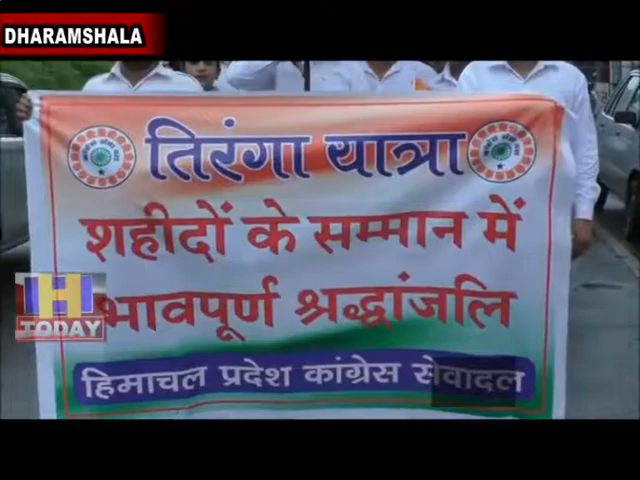 DHARAMSHALA
तिरंगा यात्रा
शहीदों के सम्मान में
भावपूर्ण श्रद्धांजलि
हिमाचल प्रदेश कांग्रेस सेवादल
H
TODAY